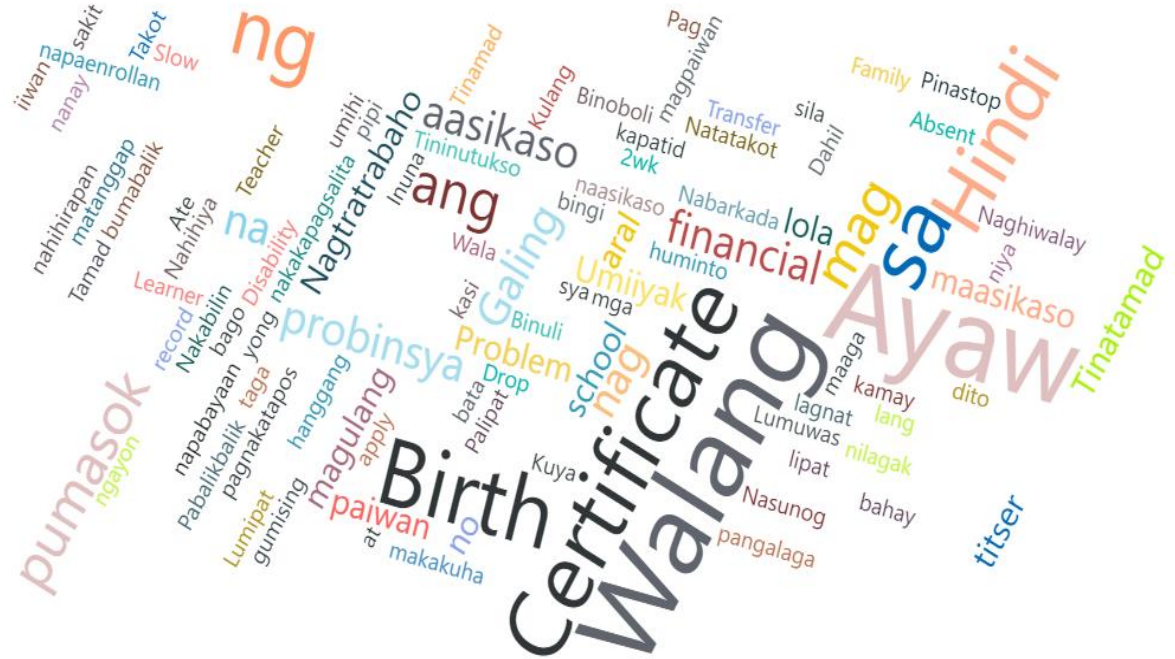 sakit
Takot
Slow
napaenrollan
iiwan
nanay
ng
Tinamad
Pag
magpaiwan
Family
Pinastop
Hindi
Kulang
Binoboli
Transfer
sila
Absent
umihi
pipi
Nagtratrabaho
aasikaso
Tininutukso
kapatid
2wk
Natatakot
Dahil
nahihirapan
matanggap
bumabalik
Tamad
Teacher
Ate
Nahihiya
nakakapagsalita
Inuna
ang
naasikaso
bingi
Nabarkada
lola
mag
sa
Naghiwalay
niya
na
Disability
Wala
Galing
aral
financial
huminto
Umiiyak
Ayaw
maasikaso
Tinatamad
Learner
record
Nakabilin
bago
yong
kasi
sya
mga
probinsya
Binuli
Problem
school
nag
Certificate
Walang
maaga
kamay
dito
lagnat
lang
Lumuwas
nilagak
pumasok
ngayon
napabayaan
taga
hanggang
magulang
bata
Drop
Palipat
Pabalikbalik
pagnakatapos
apply
Birth
Kuya
lipat
Nasunog
bahay
titser
Lumipat
gumising
paiwan
at
no
makakuha
pangalaga